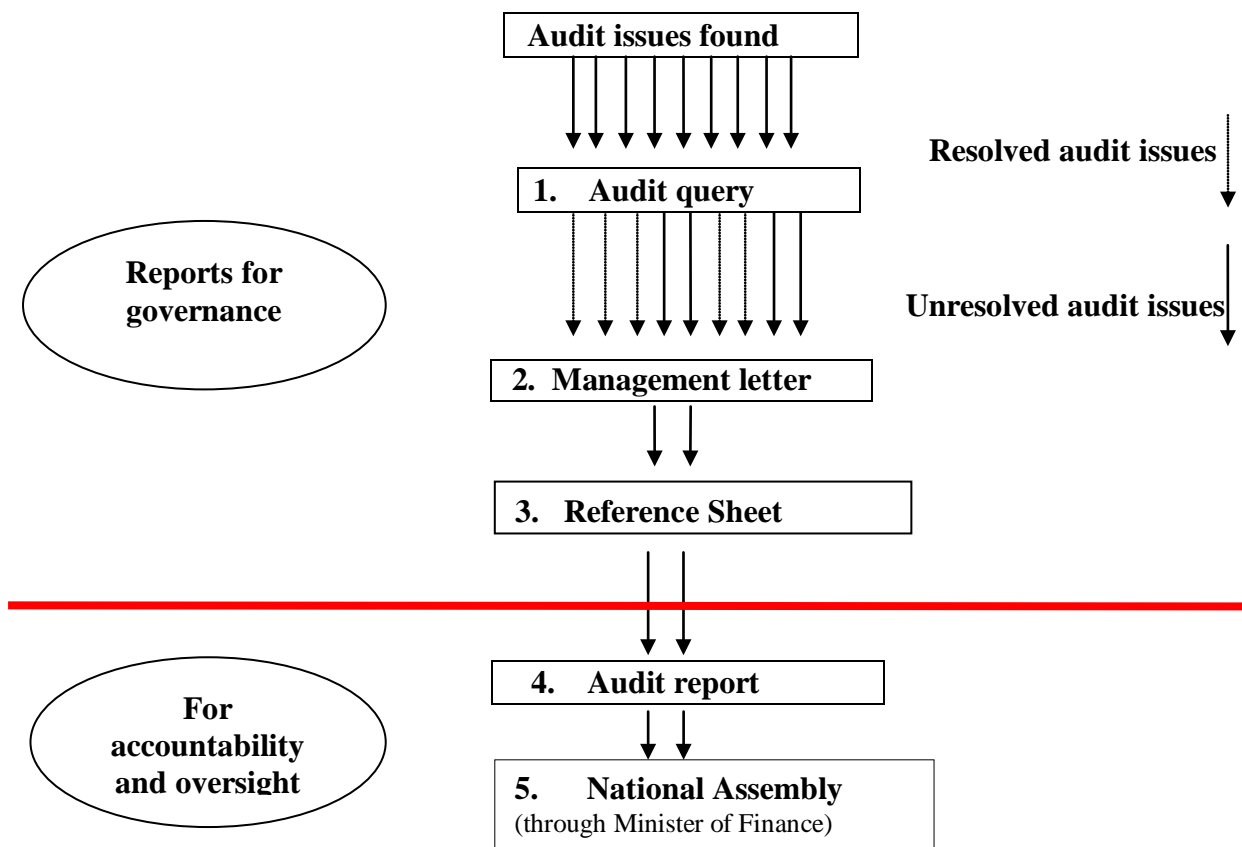 Audit issues found
Resolved audit issues
1. Audit query
Reports for
governance
Unresolved audit issues
2. Management letter
3. Reference Sheet
4. Audit report
For
accountability
and oversight
5. National Assembly
(through Minister of Finance)